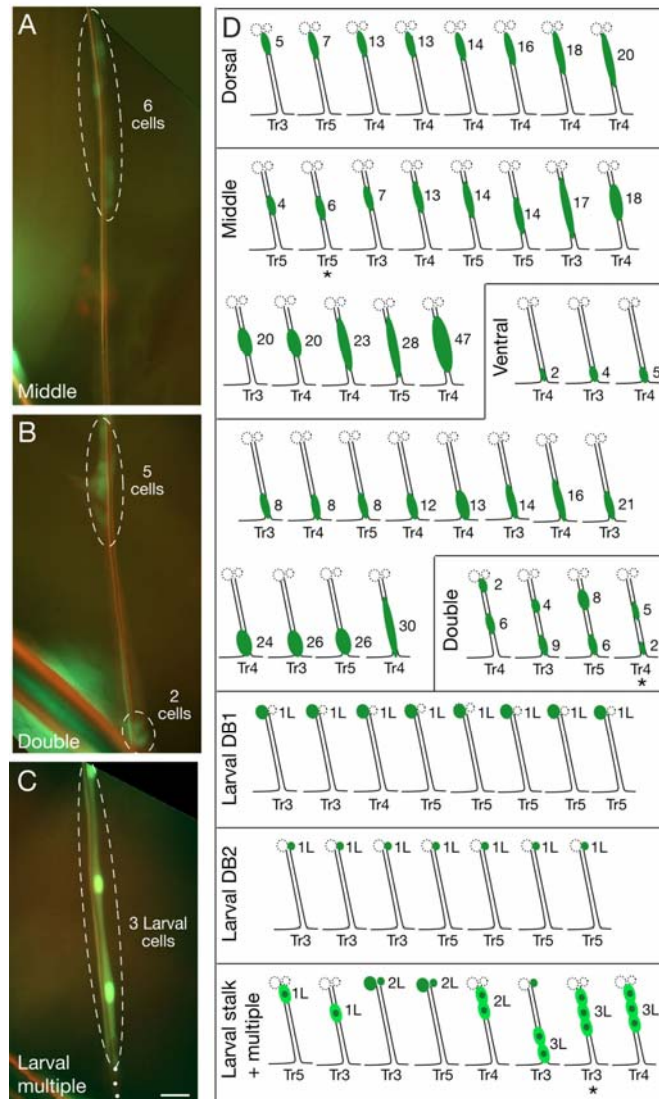 A
6
cells
Middle
B
5
cells
2
cells
Double
C
3 Larval
cells
Larval
multiple
D
Dorsal
5 7 13 13 14 16 18 20
Tr3 Tr5 Tr4 Tr4 Tr4 Tr4 Tr4 Tr4
Middle
4 6 7 13 14 14 17 18
Tr5 Tr5 Tr3 Tr4 Tr5 Tr5 Tr3 Tr4
*
20 20 23 28 47
Tr3 Tr4 Tr4 Tr5 Tr4
Ventral
2 4 5
Tr4 Tr3 Tr4
8 8 8 12 13 14 16 21
Tr3 Tr4 Tr5 Tr4 Tr4 Tr3 Tr4 Tr3
24 26 26 30
Tr4 Tr3 Tr5 Tr4
Double
2 4 8 5
6 9 6 2
Tr4 Tr3 Tr5 Tr4
*
Larval DB1
1L 1L 1L 1L 1L 1L 1L 1L
Tr3 Tr3 Tr4 Tr5 Tr5 Tr5 Tr5 Tr5
Larval DB2
1L 1L 1L 1L 1L 1L 1L
Tr3 Tr3 Tr3 Tr5 Tr5 Tr5 Tr5
Larval stalk
+ multiple
1L 1L 2L 2L 2L 3L 3L 3L
Tr5 Tr3 Tr3 Tr5 Tr4 Tr3 Tr3 Tr4
*